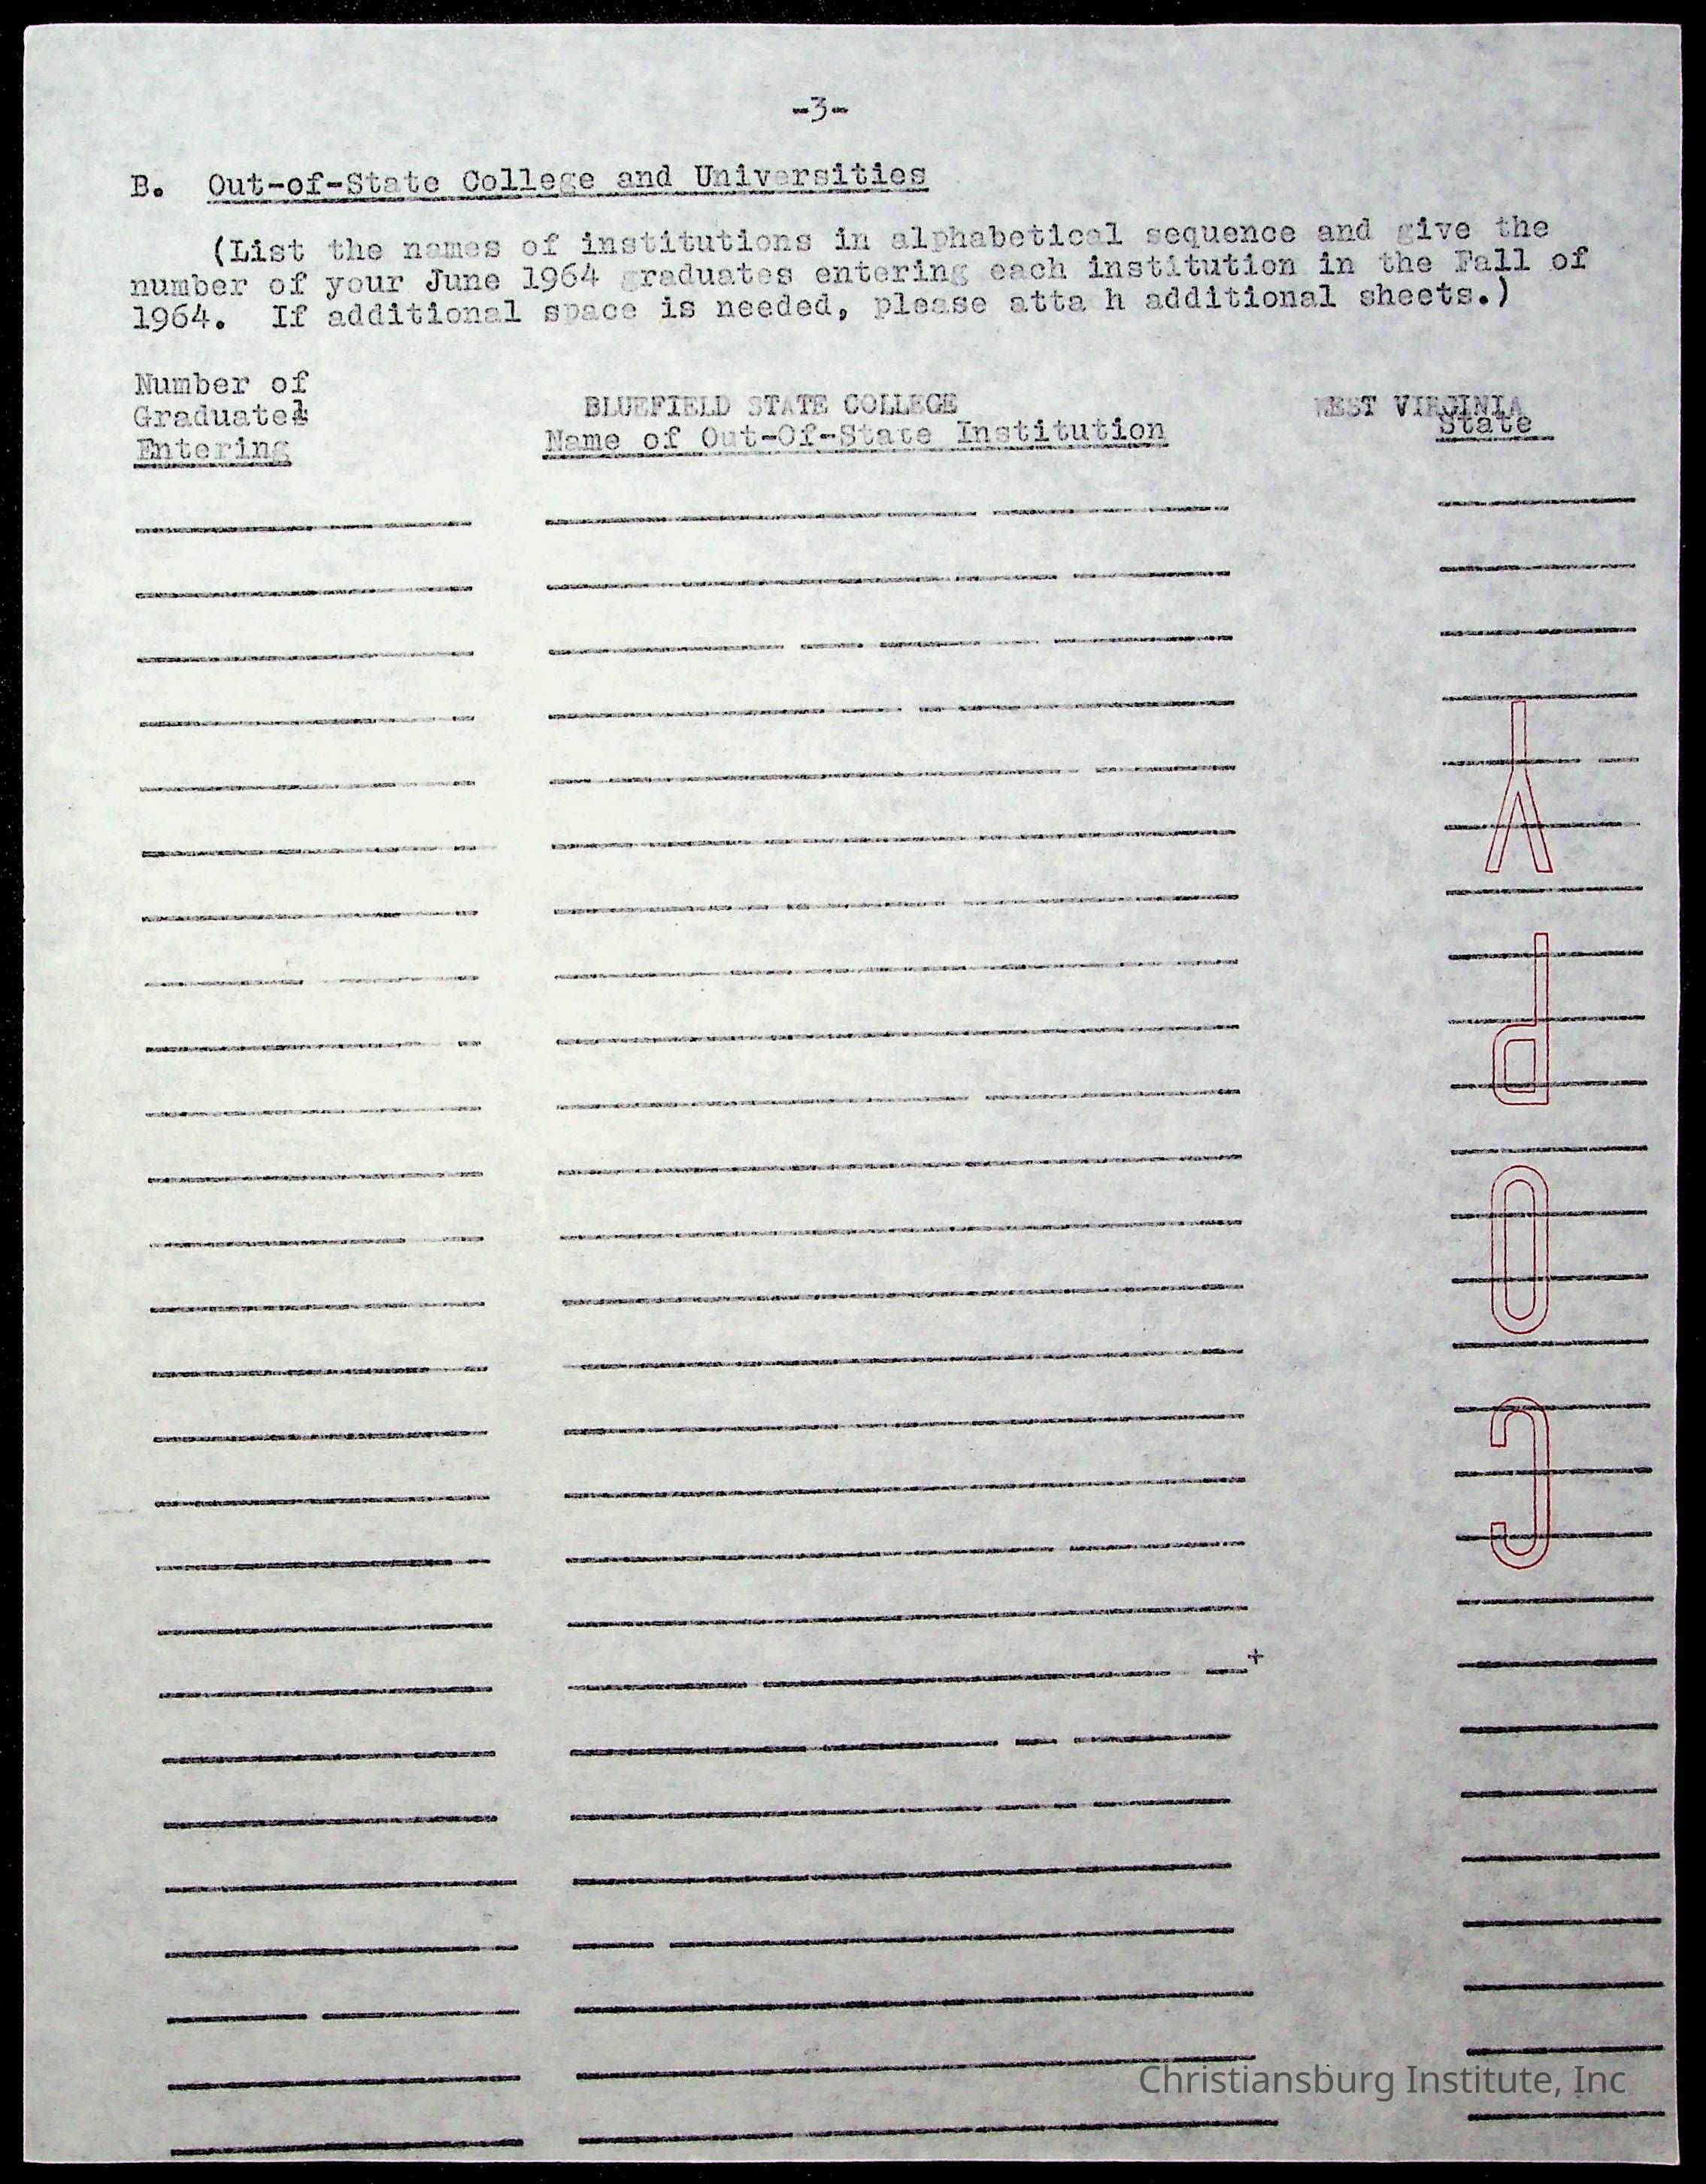 -3-
B. Out-of-State College and Universities
(List the names of institutions in alphabetical sequence and give the
number of your June 1964 graduates entering each institution in the Fall of
1964. If additional space is needed, please atta h additional sheets.)
Number of
Graduates
1
BLUEFIELD STATE COLLEGE
WEST VIRGINIA
Entering
Name of Out-Of-State Institution
State
COPY
Christiansburg Institute, Inc